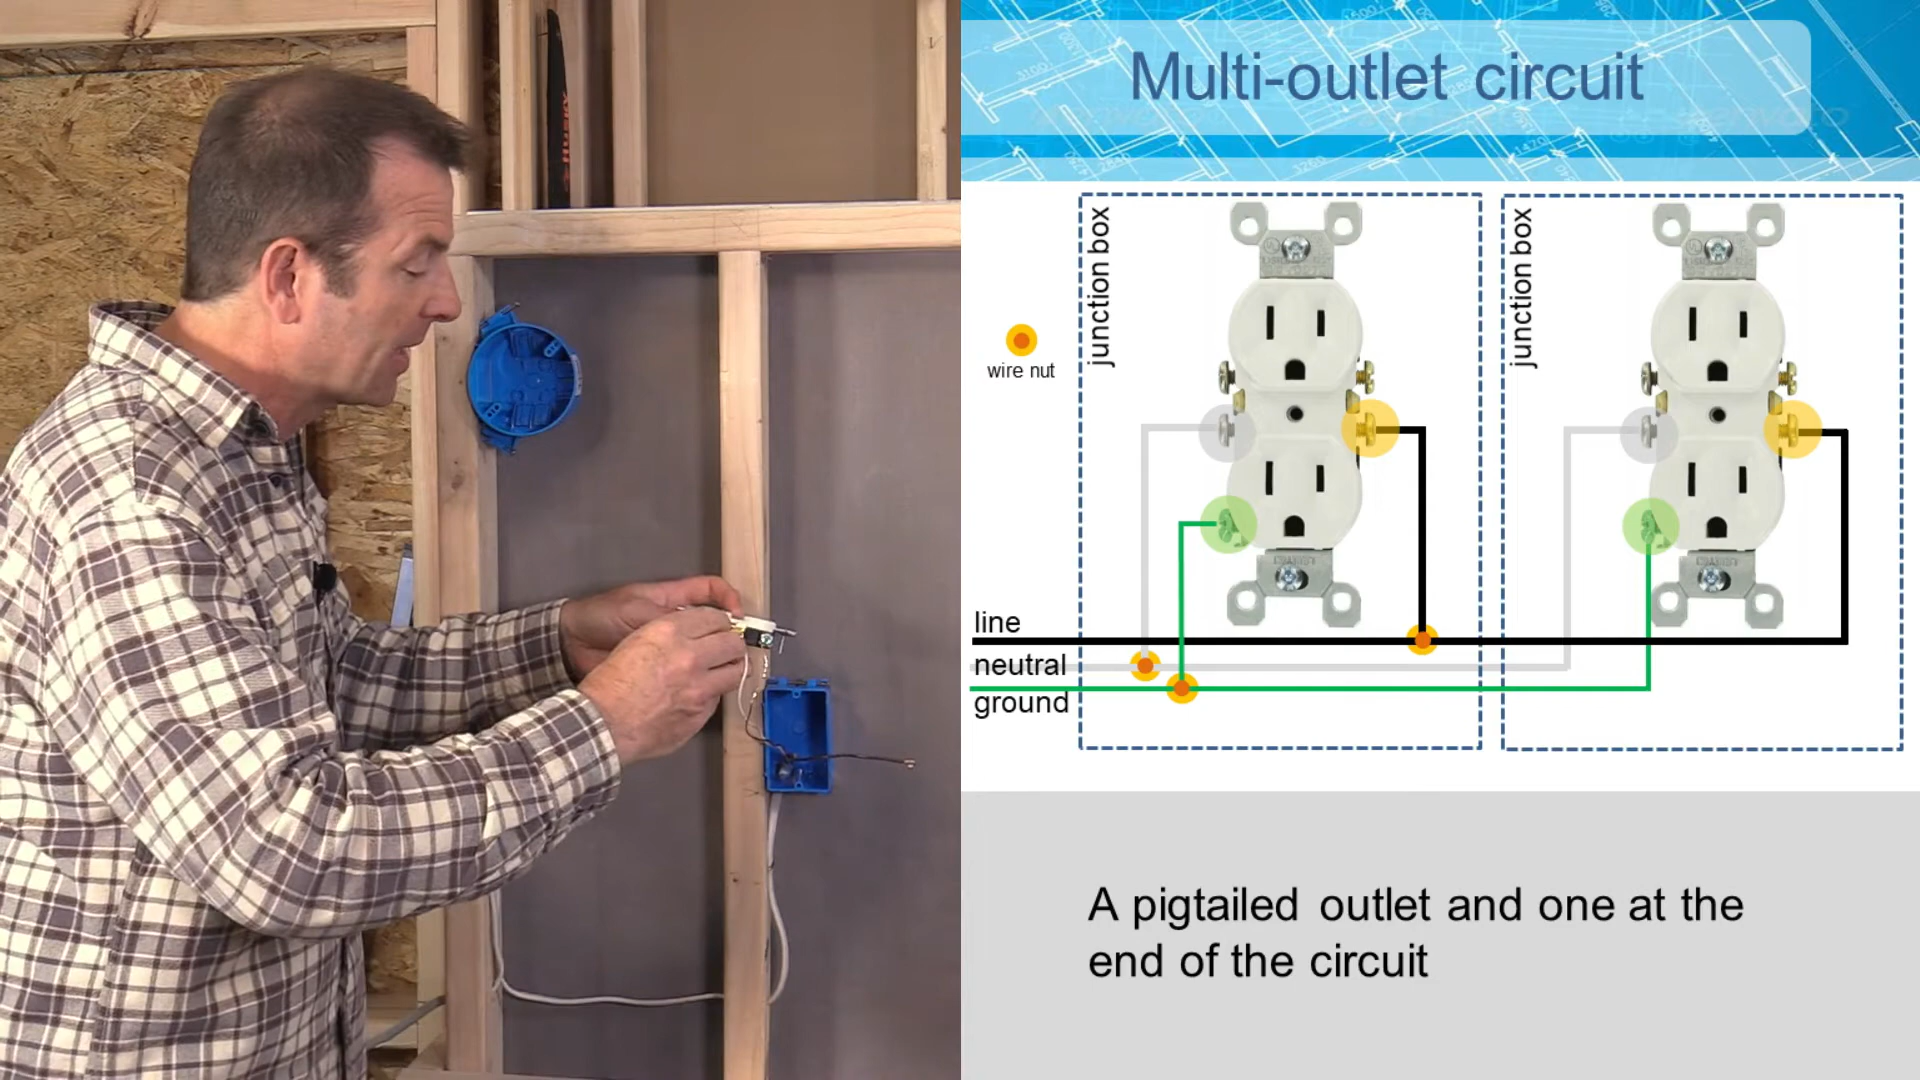 Multi-outlet circuit
HUSKY
junction box
junction box
wire nut
line
neutral
ground
A pigtailed outlet and one at the
end of the circuit